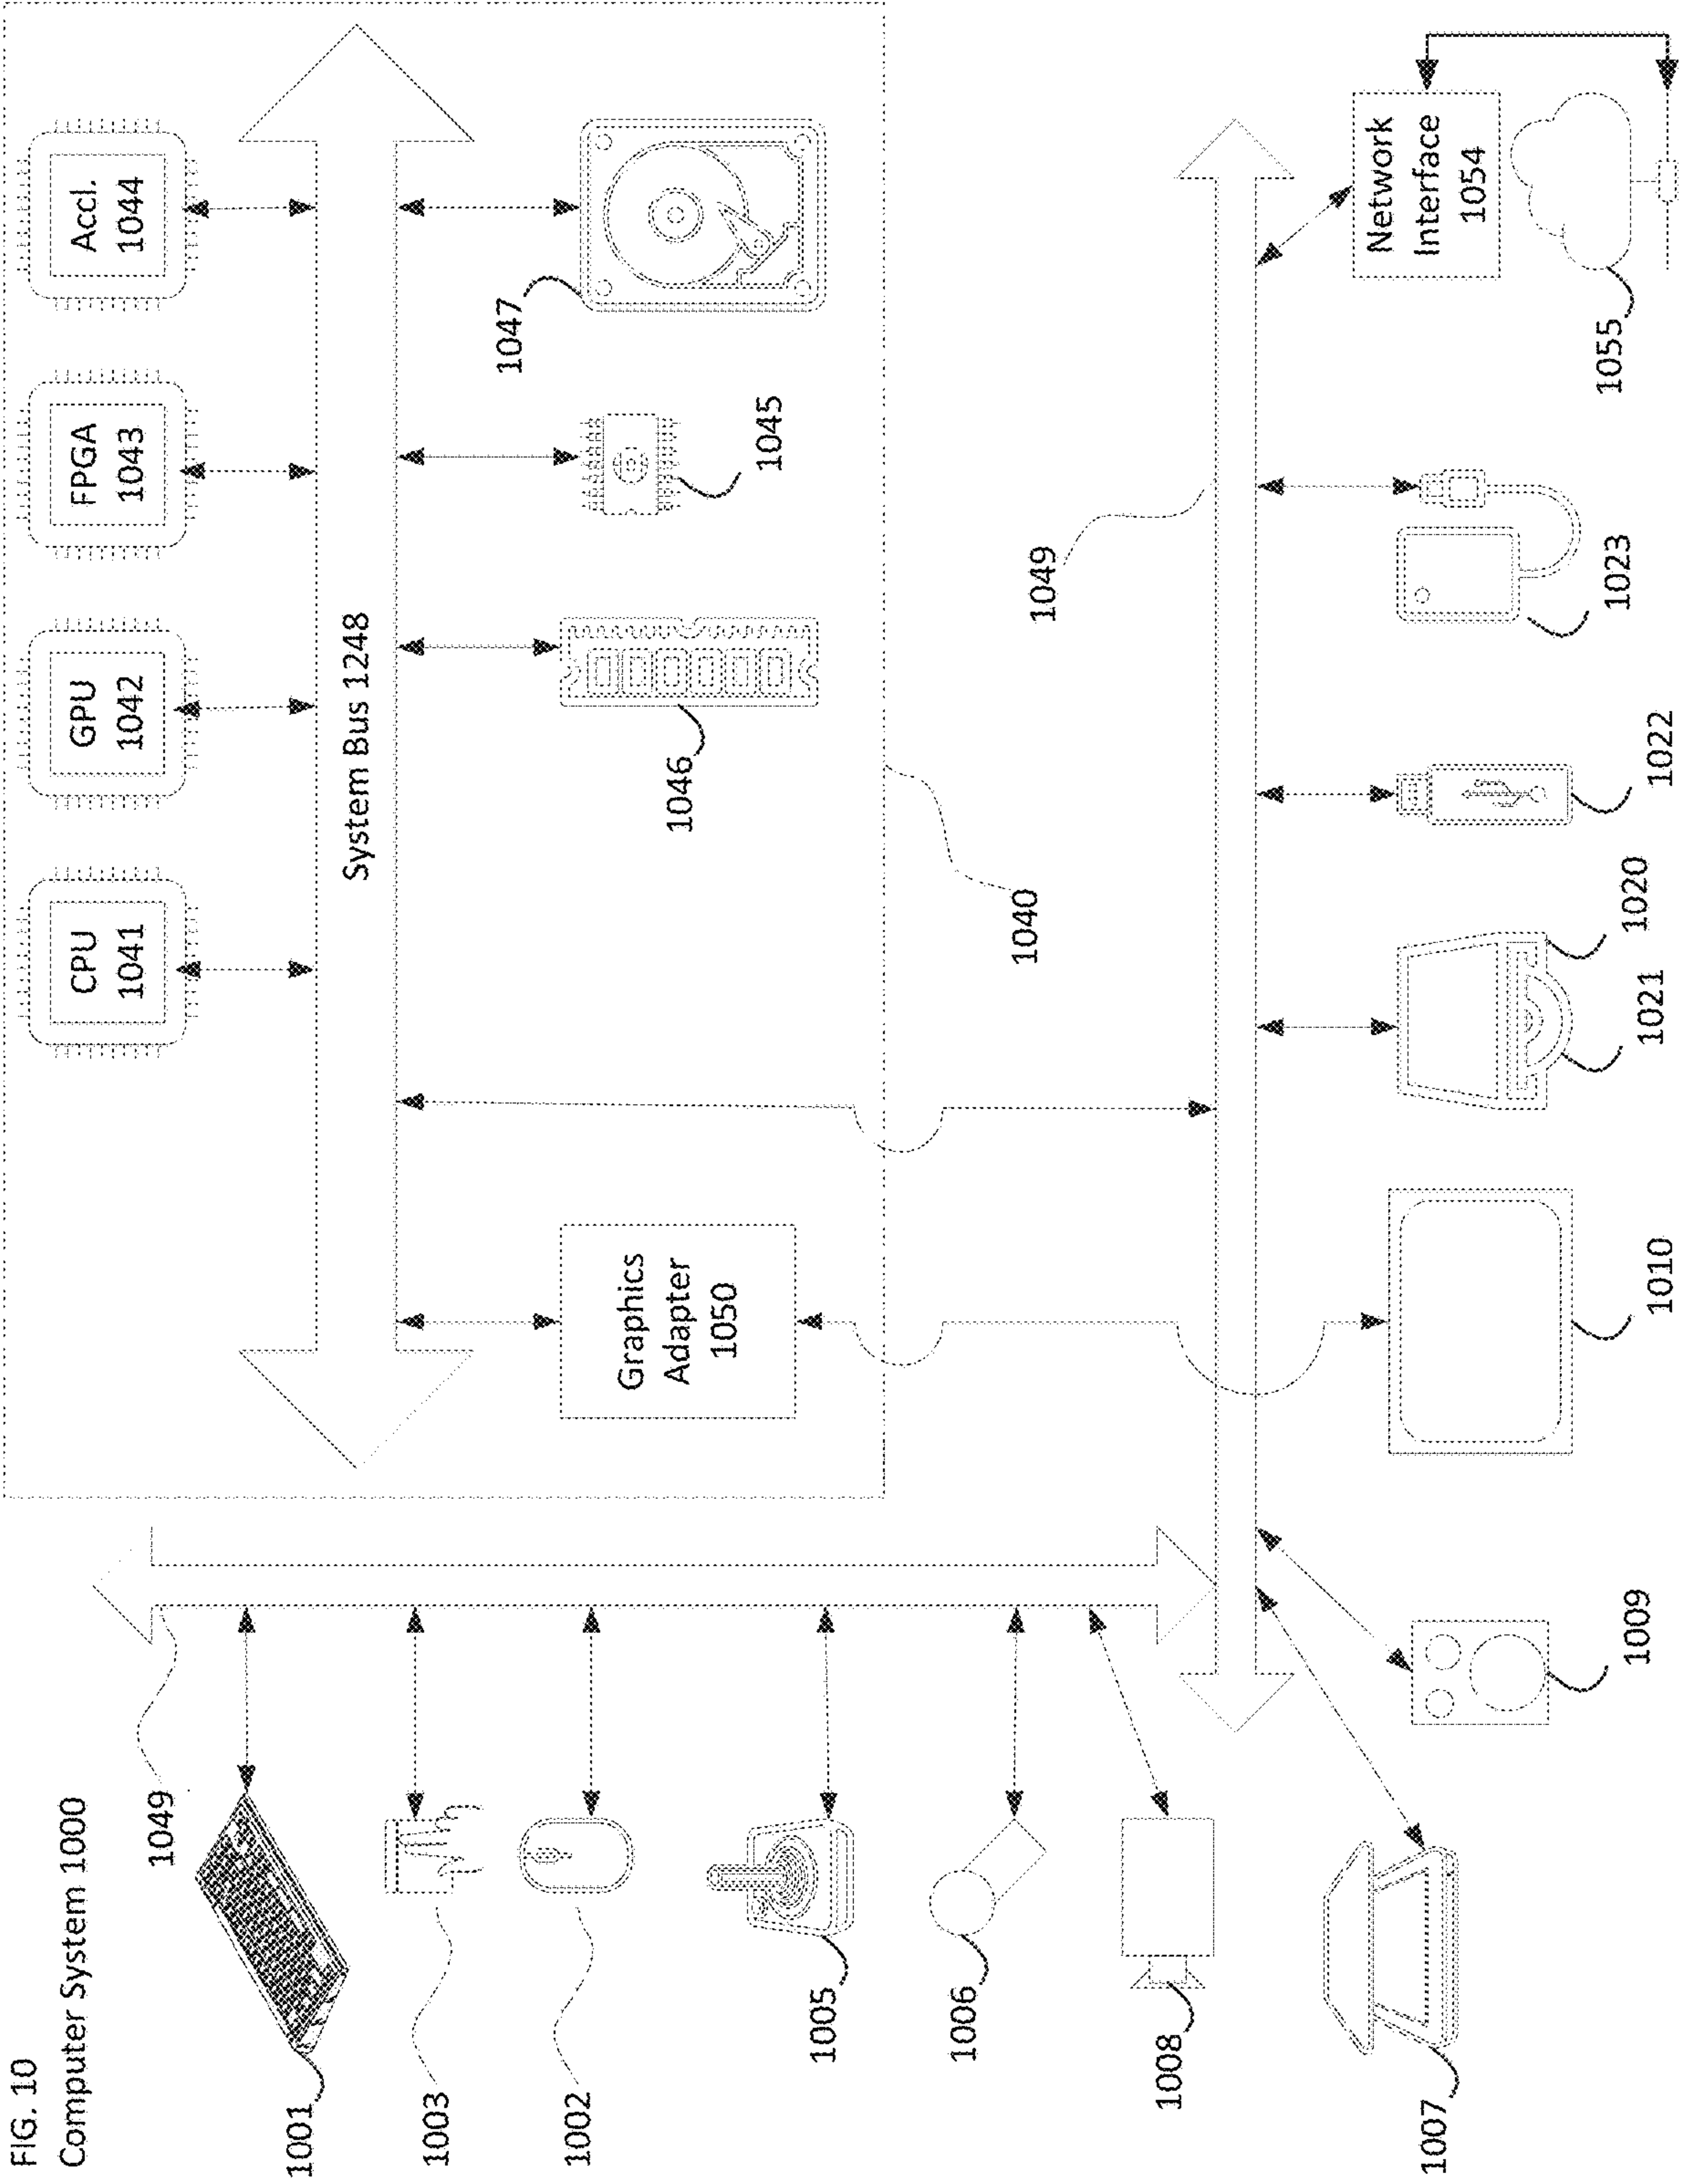 FIG. 10
Computer System 1000
1049
1001
1003
1002
1005
1006
1008
1007
CPU
1041
GPU
1042
FPGA
1043
Accl.
1044
System Bus 1248
Graphics
Adapter
1050
1046
1045
1047
1040
1049
1009
1010
1021
1020
1022
1023
Network
Interface
1054
1055